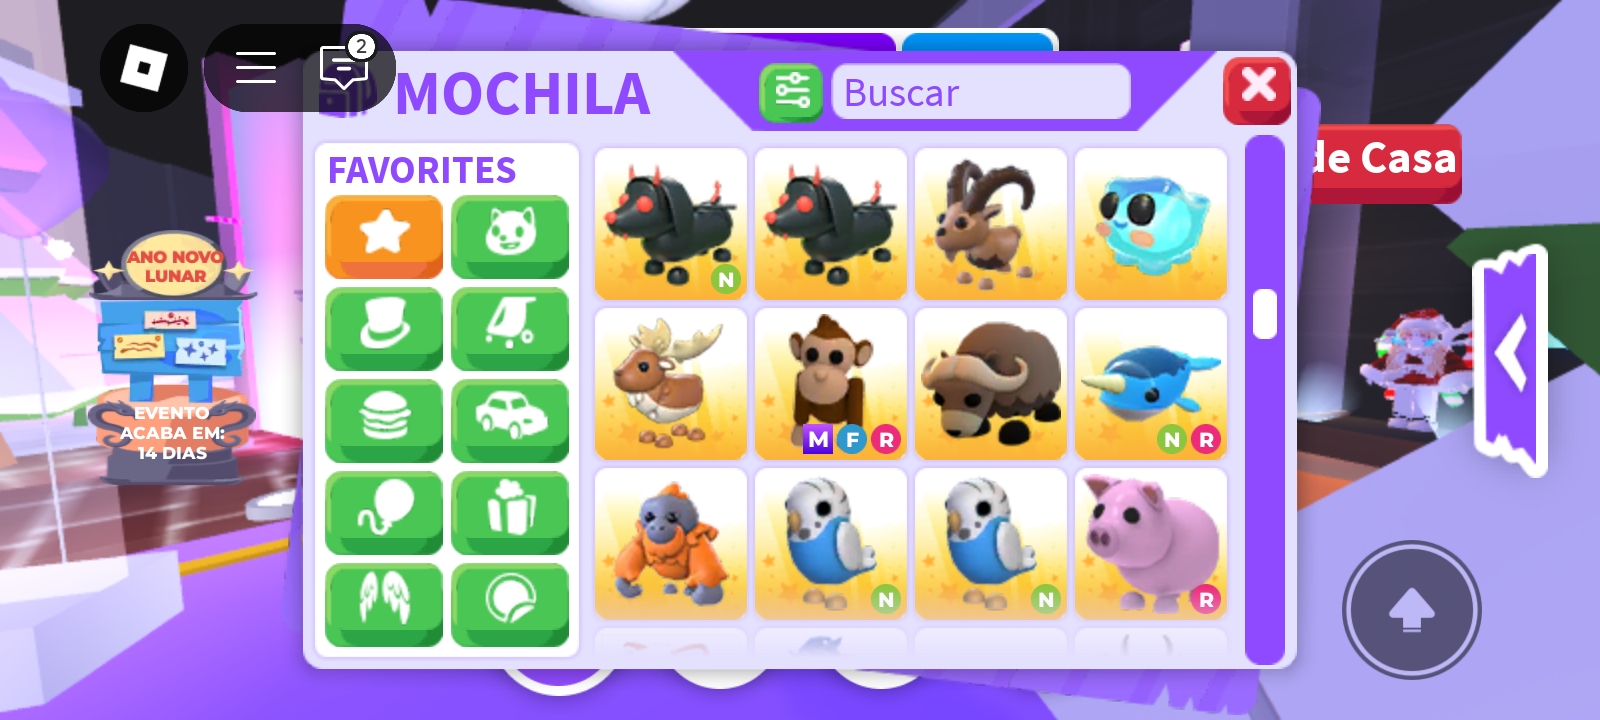 2
MOCHILA
Buscar
FAVORITES
de Casa
ANO NOVO
LUNAR
EVENTO
ACABA EM:
14 DIAS
N
M F R
N R
N
N
R